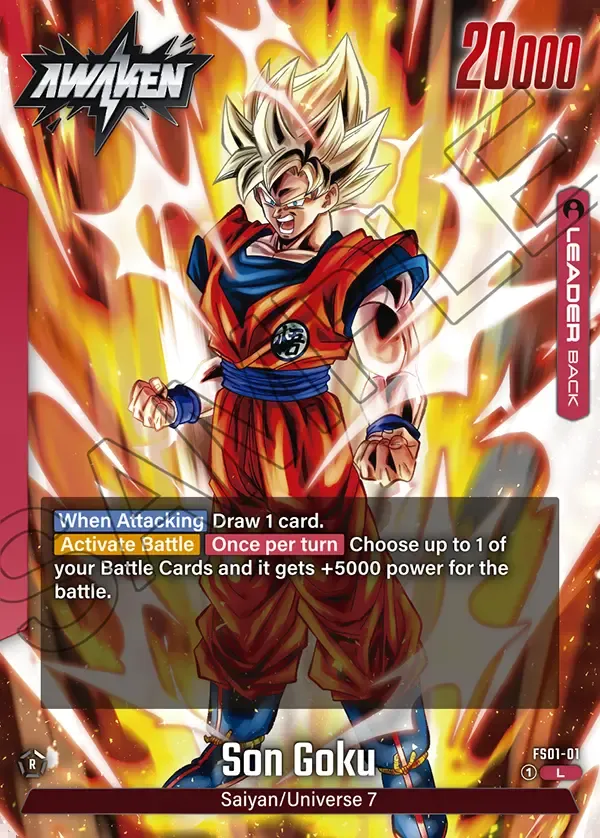 AWAKEN
20000
LEADER BACK
When Attacking Draw 1 card.
Activate Battle Once per turn Choose up to 1 of
your Battle Cards and it gets +5000 power for the
battle.
SAMPLE
R
Son Goku
FS01-01
1 L
Saiyan/Universe 7